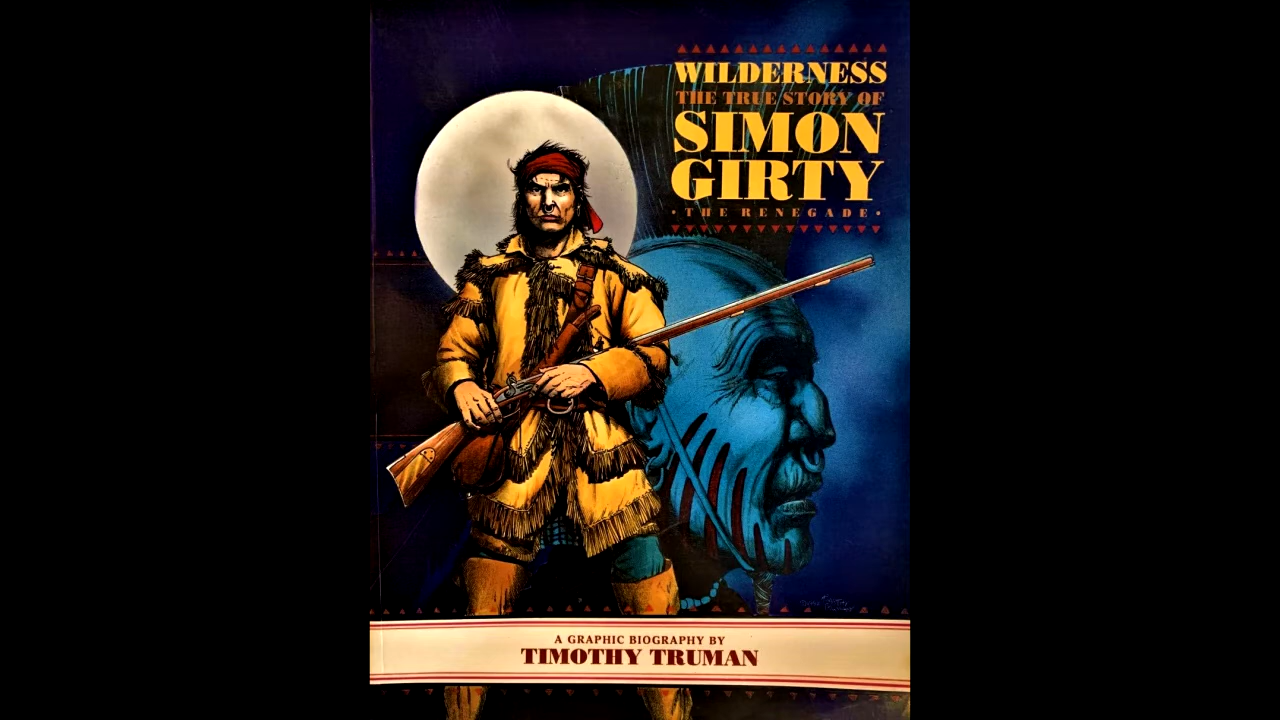 WILDERNESS
THE TRUE STORY OF
SIMON
GIRTY
• THE RENEGADE •
A GRAPHIC BIOGRAPHY BY
TIMOTHY TRUMAN